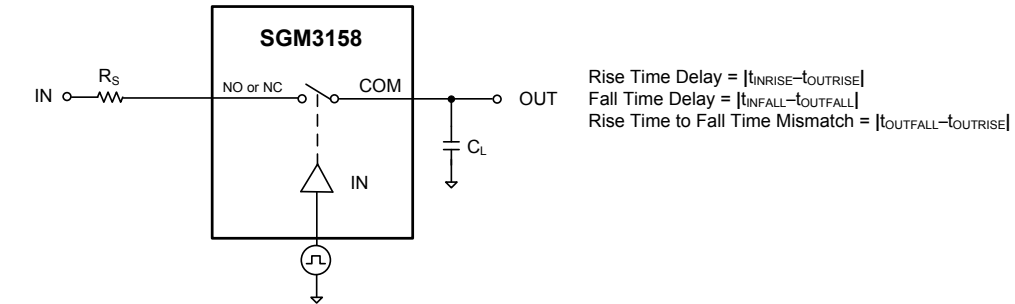 SGM3158
IN
RS
NO or NC
COM
OUT
CL
IN
Rise Time Delay = |tINRISE–tOUTRISE|
Fall Time Delay = |tINFALL–tOUTFALL|
Rise Time to Fall Time Mismatch = |tOUTFALL–tOUTRISE|